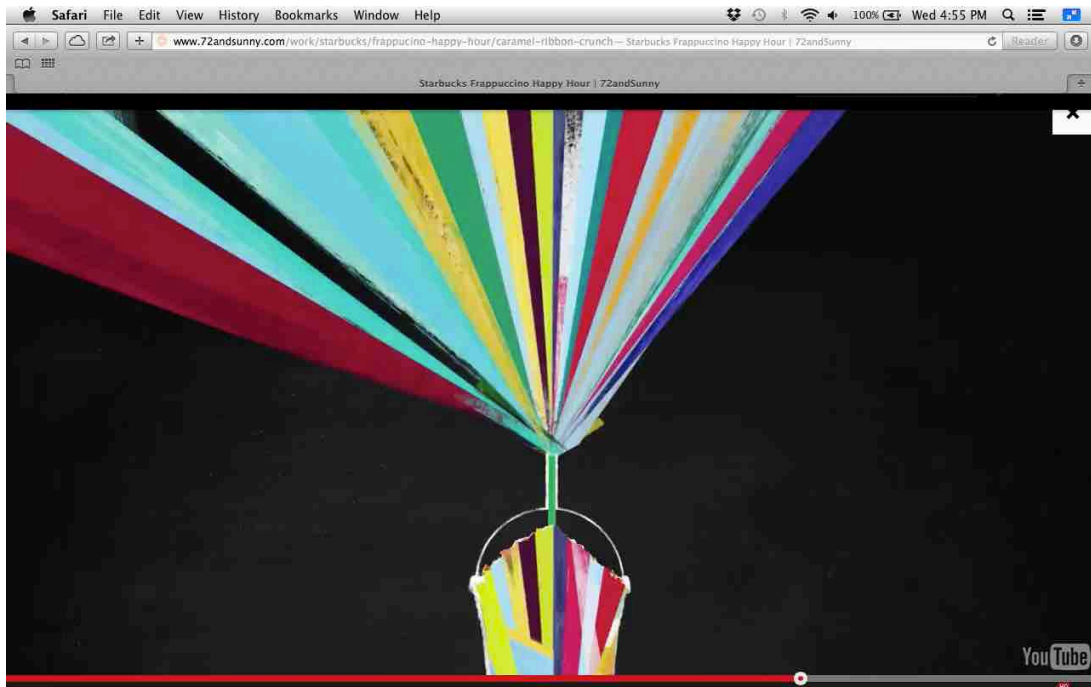 Safari File Edit View History Bookmarks Window Help 100% Wed 4:55 PM
www.72andsunny.com/work/starbucks/frappucino-happy-hour/caramel-ribbon-crunch — Starbucks Frappuccino Happy Hour | 72andSunny Reader
Starbucks Frappuccino Happy Hour | 72andSunny
YouTube